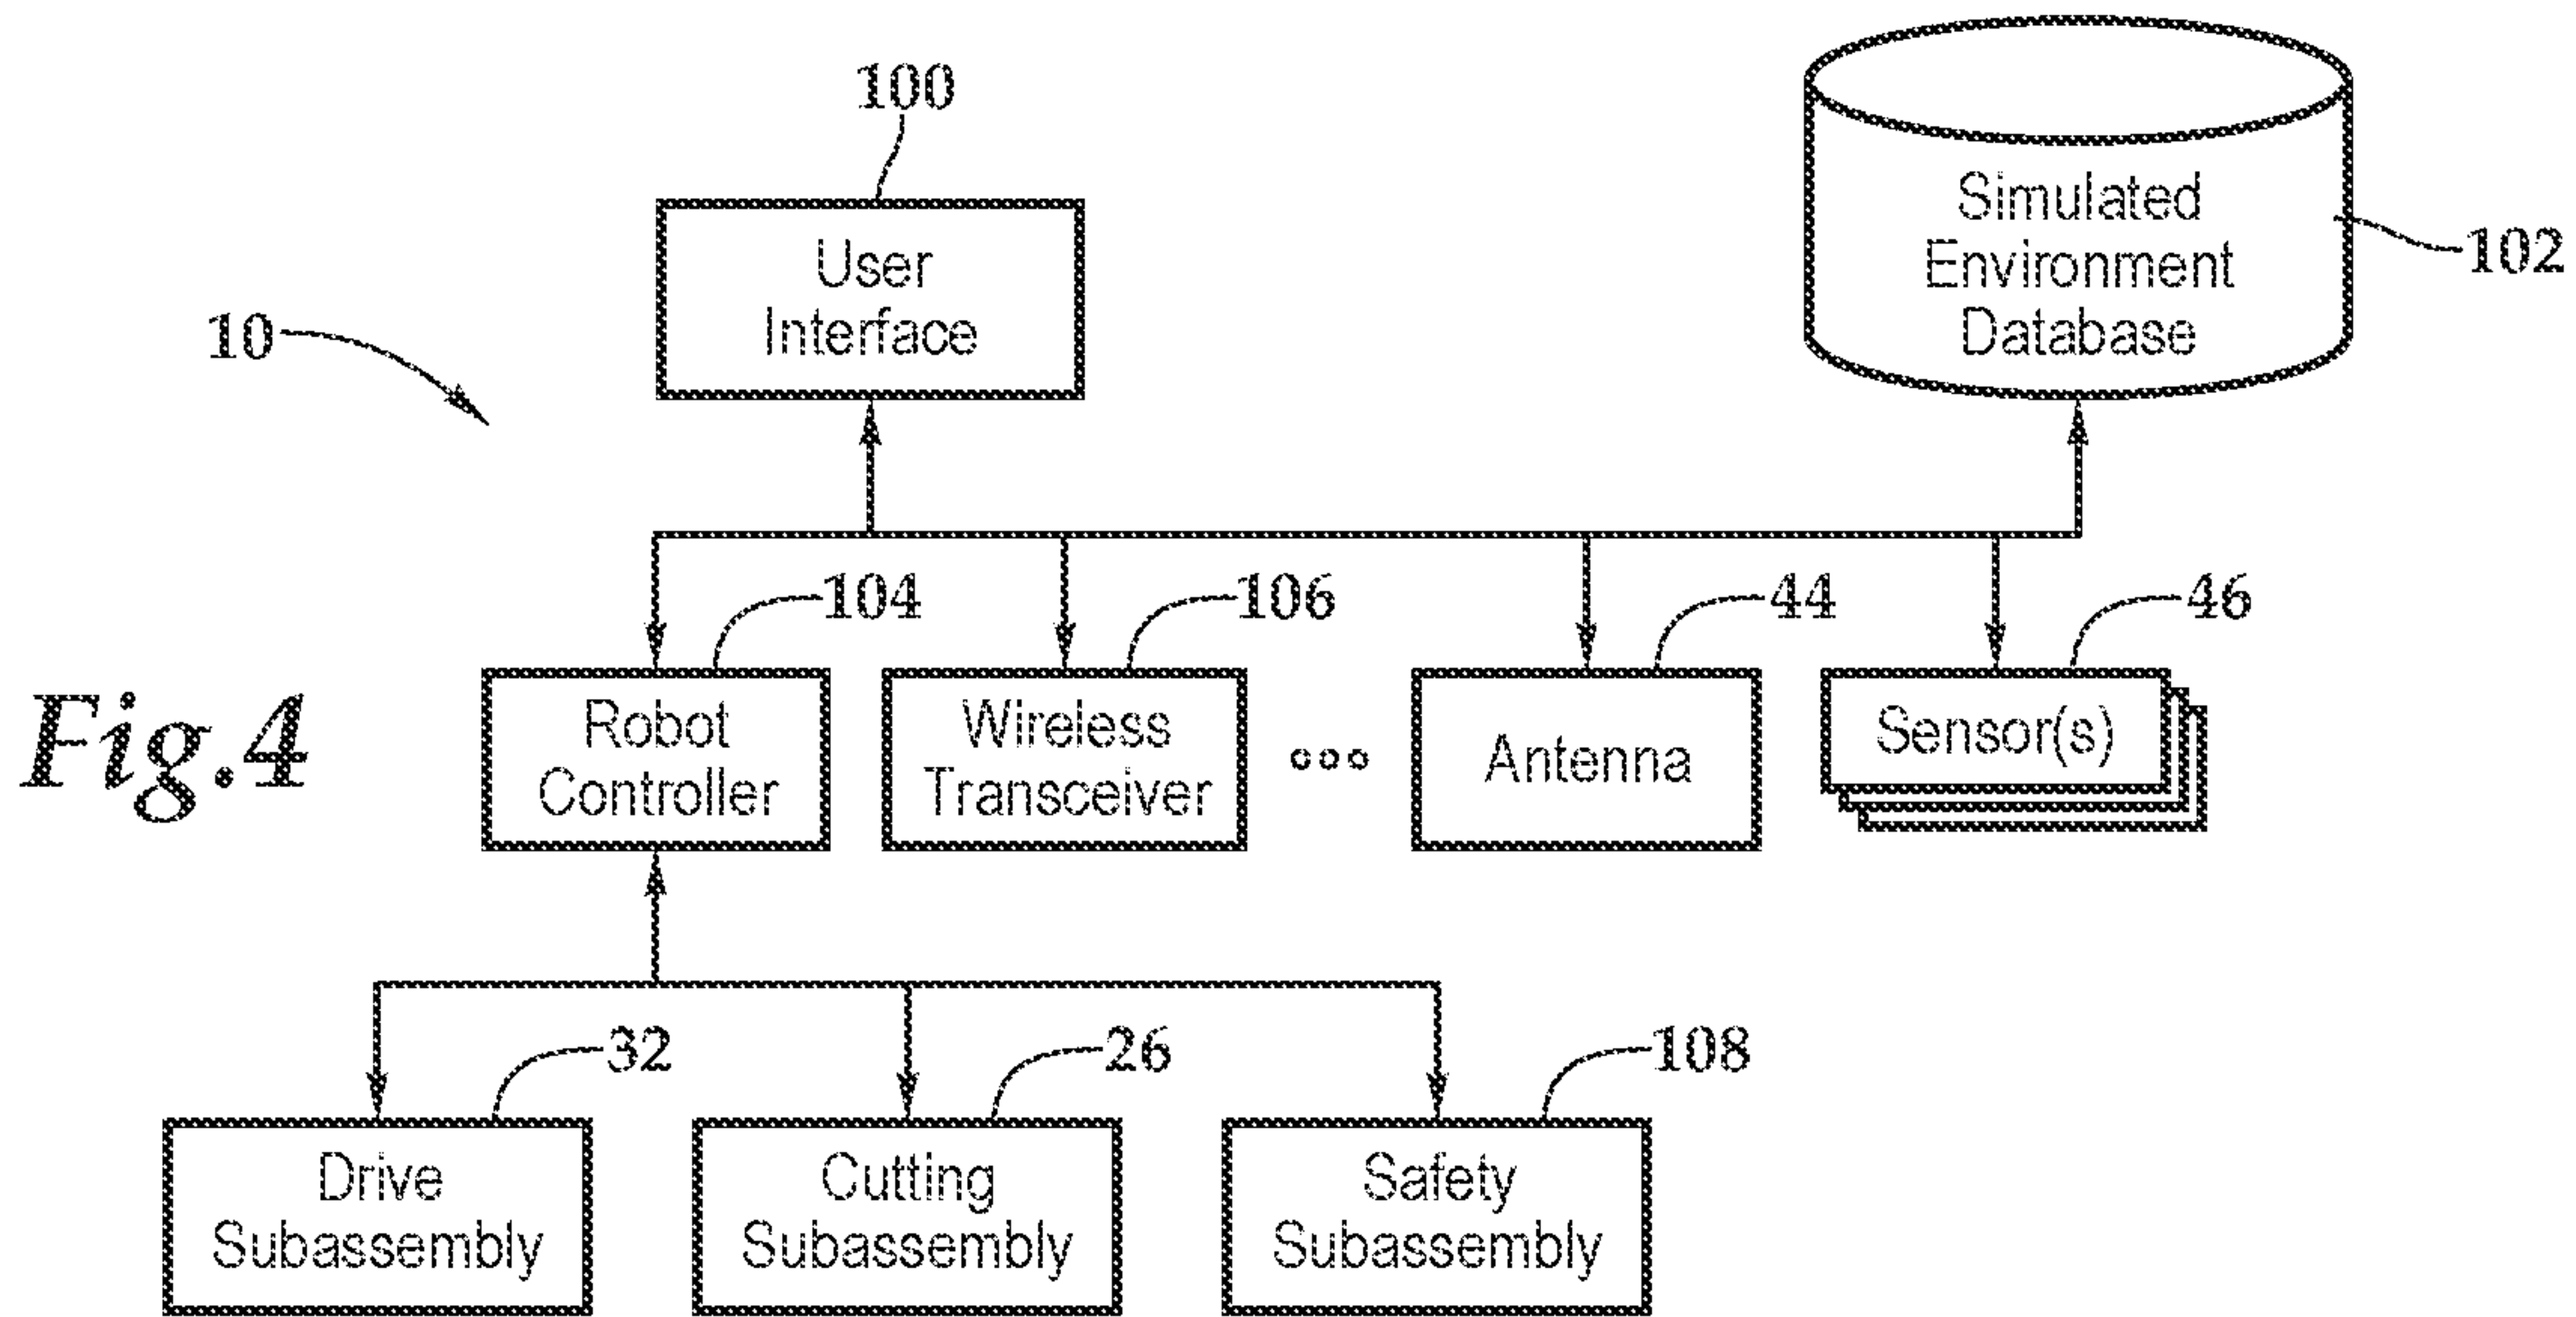 100
User
Interface
Simulated
Environment
Database
102
10
104
106
44
46
Fig.4
Robot
Controller
Wireless
Transceiver
Antenna
Sensor(s)
32
26
108
Drive
Subassembly
Cutting
Subassembly
Safety
Subassembly